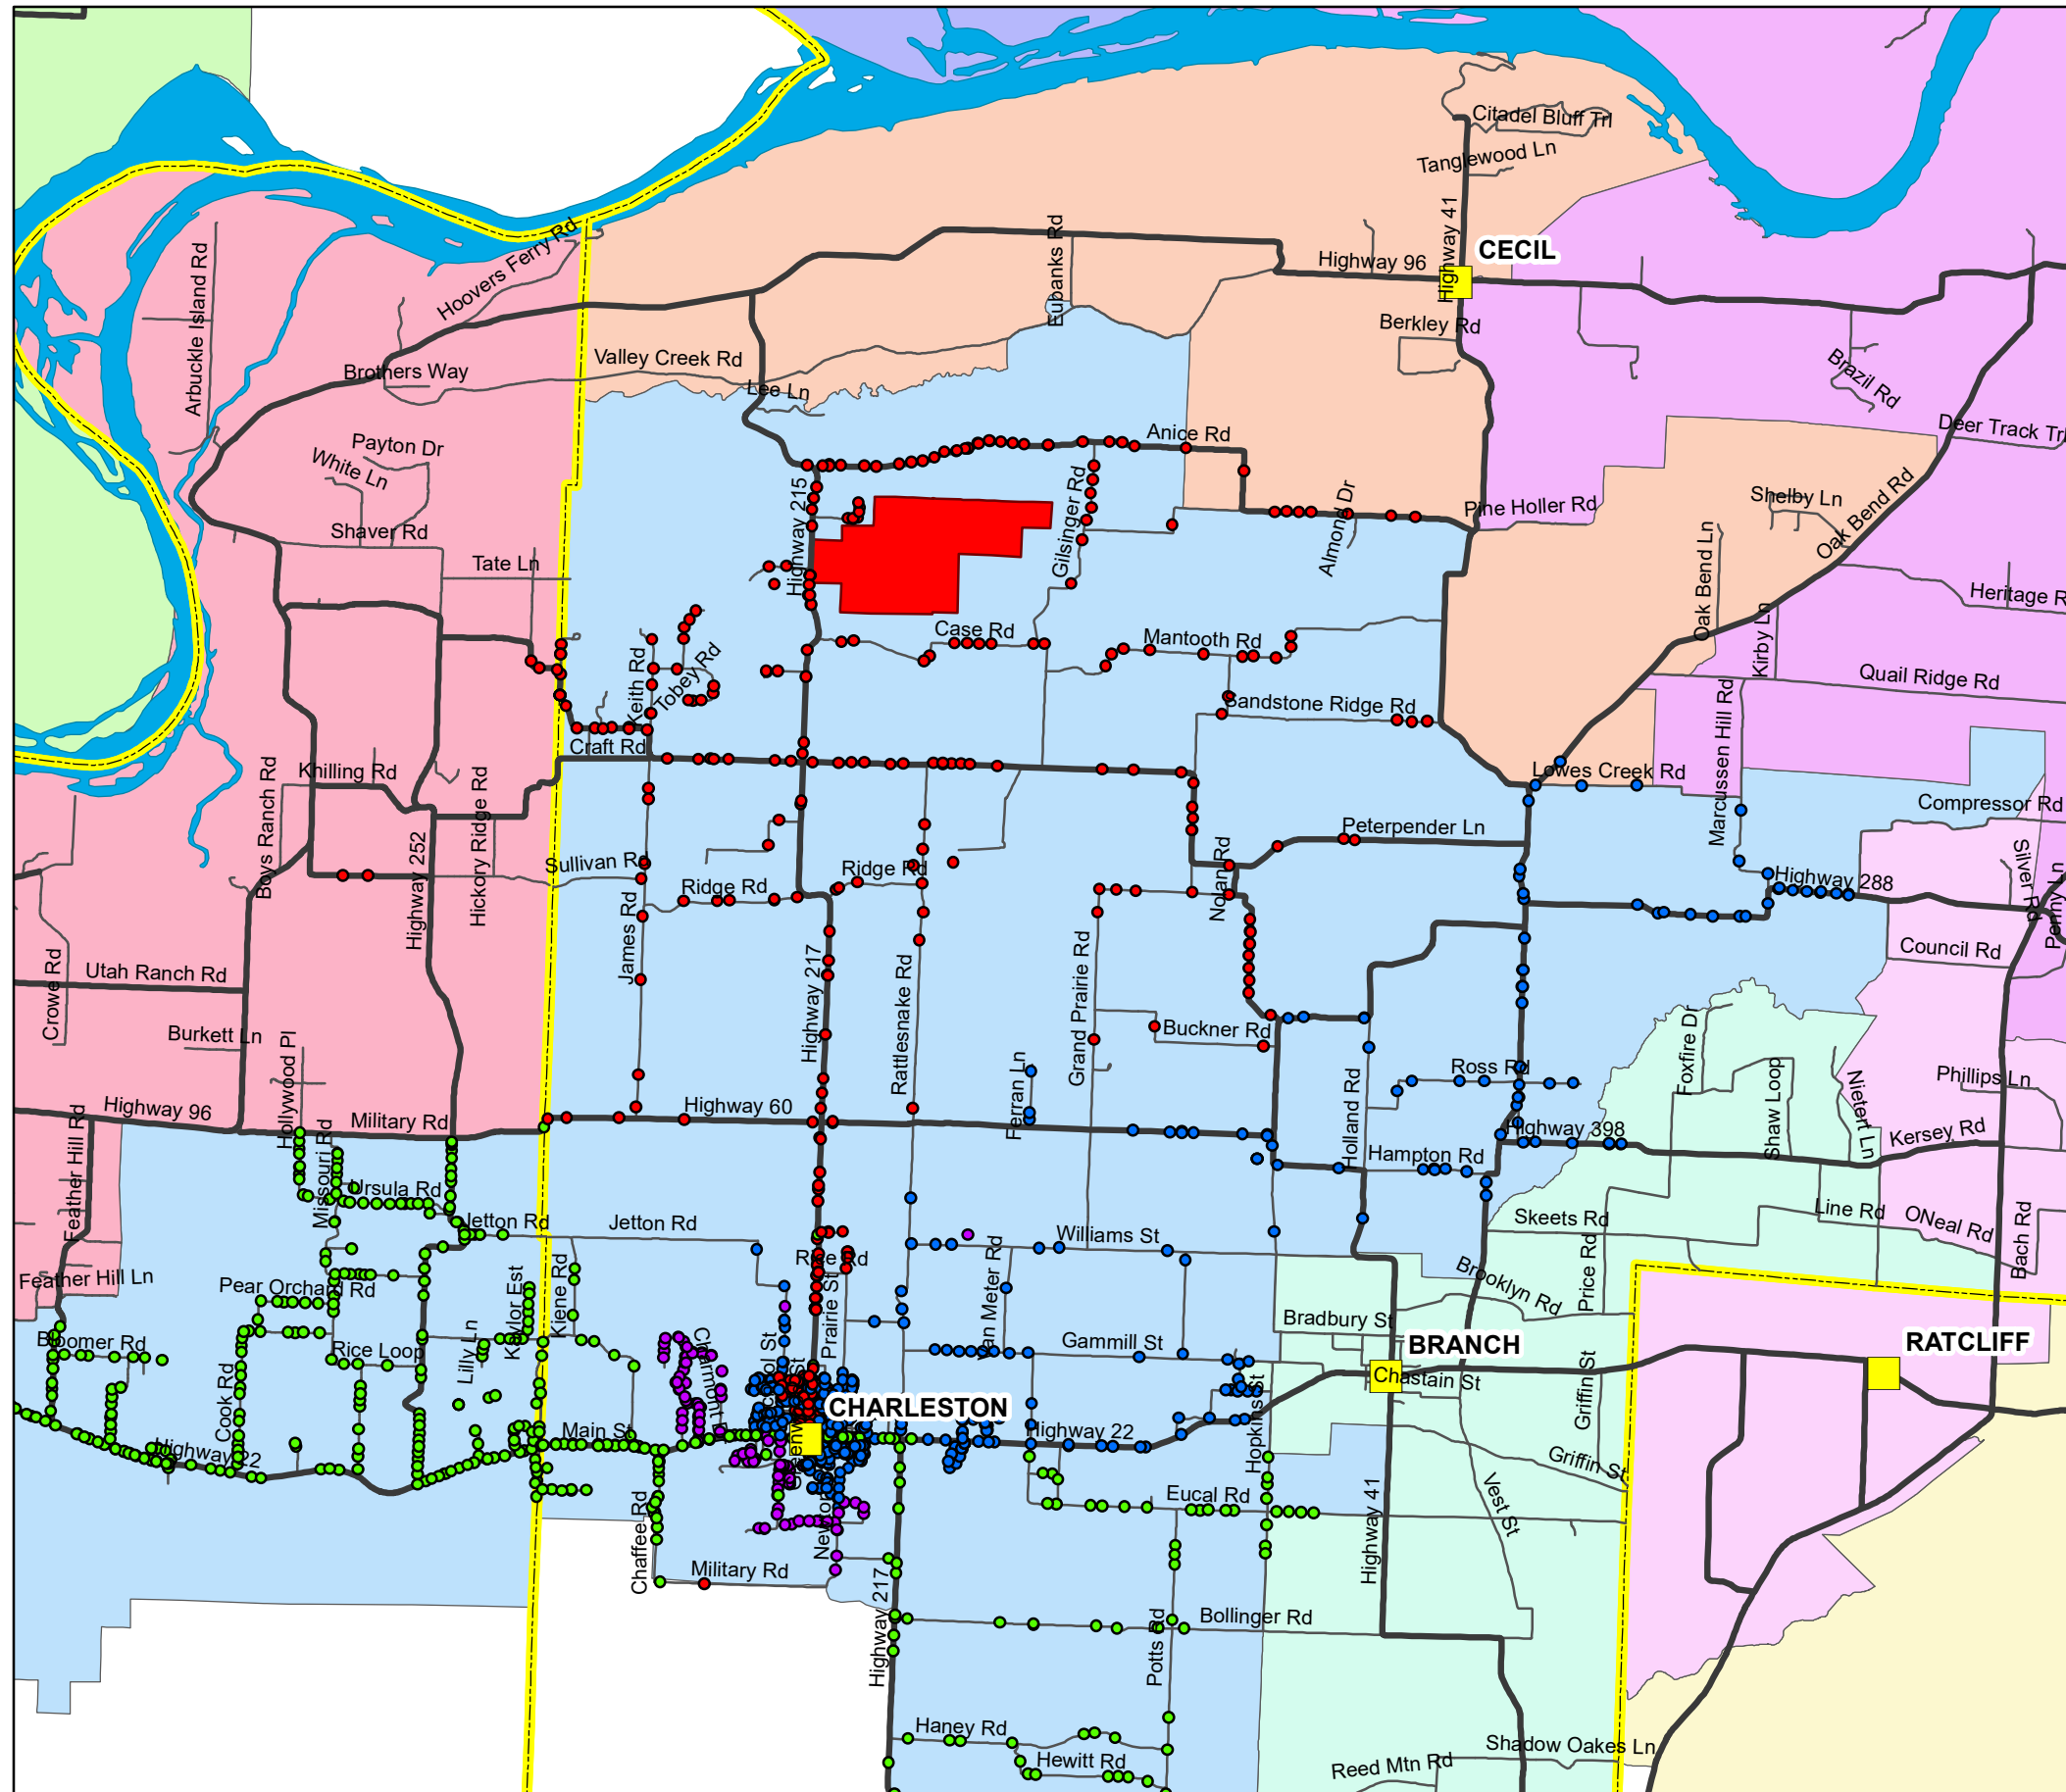 Citadel Bluff Trl
Tanglewood Ln
Highway 41
CECIL
Highway 96
Hoovers Ferry Rd
Eubanks Rd
Arbuckle Island Rd
Berkley Rd
Valley Creek Rd
Brothers Way
Lee Ln
Brazil Rd
Deer Track Trl
Anice Rd
Payton Dr
White Ln
Highway 215
Gilsinger Rd
Almond Dr
Pine Holler Rd
Shelby Ln
Oak Bend Rd
Shaver Rd
Tate Ln
Oak Bend Ln
Heritage R
Case Rd
Mantooth Rd
Kirby Ln
Keith Rd
Tobey Rd
Quail Ridge Rd
Sandstone Ridge Rd
Craft Rd
Marcussen Hill Rd
Khilling Rd
Lowes Creek Rd
Compressor Rd
Boys Ranch Rd
Highway 252
Hickory Ridge Rd
Peterpender Ln
Sullivan Rd
Ridge Rd
Ridge Rd
Noland Rd
Highway 288
Silver Rd
Penny Ln
James Rd
Highway 217
Rattlesnake Rd
Grand Prairie Rd
Council Rd
Crowe Rd
Utah Ranch Rd
Burkett Ln
Buckner Rd
Foxfire Dr
Hollywood Pl
Ferran Ln
Holland Rd
Ross Rd
Shaw Loop
Nietert Ln
Phillips Ln
Highway 96
Military Rd
Highway 60
Highway 398
Kersey Rd
Feather Hill Rd
Missouri Rd
Ursula Rd
Hampton Rd
Jetton Rd
Jetton Rd
Williams St
Skeets Rd
Line Rd
ONeal Rd
Bach Rd
Feather Hill Ln
Pear Orchard Rd
Kaylor Est
Kiene Rd
Prairie St
Van Meter Rd
Brooklyn Rd
Price Rd
Bradbury St
Bloomer Rd
Rice Loop
Lilly Ln
Gammill St
BRANCH
RATCLIFF
Chastain St
Cook Rd
Griffin St
CHARLESTON
Main St
Highway 22
Highway 22
Hopkins St
Griffin St
Vest St
Eucal Rd
Chaffee Rd
Military Rd
Highway 217
Highway 41
Potts Rd
Bollinger Rd
Haney Rd
Hewitt Rd
Reed Mtn Rd
Shadow Oakes Ln